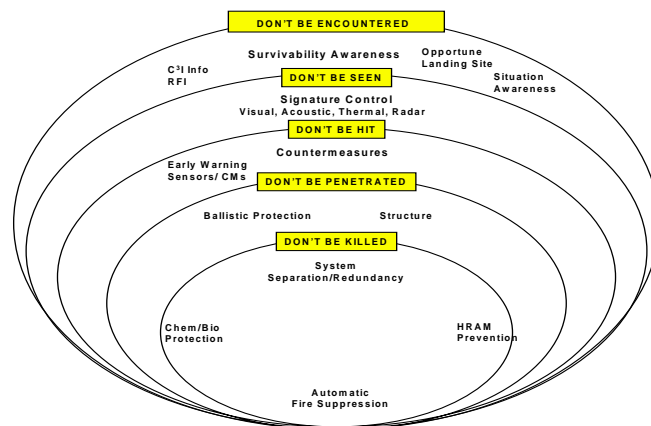 DON'T BE ENCOUNTERED
Survivability Awareness
Opportune
Landing Site
C³I Info
RFI
Situation
Awareness
DON'T BE SEEN
Signature Control
Visual, Acoustic, Thermal, Radar
DON'T BE HIT
Countermeasures
Early Warning
Sensors/ CMs
DON'T BE PENETRATED
Ballistic Protection
Structure
DON'T BE KILLED
System
Separation/Redundancy
Chem/Bio
Protection
HRAM
Prevention
Automatic
Fire Suppression